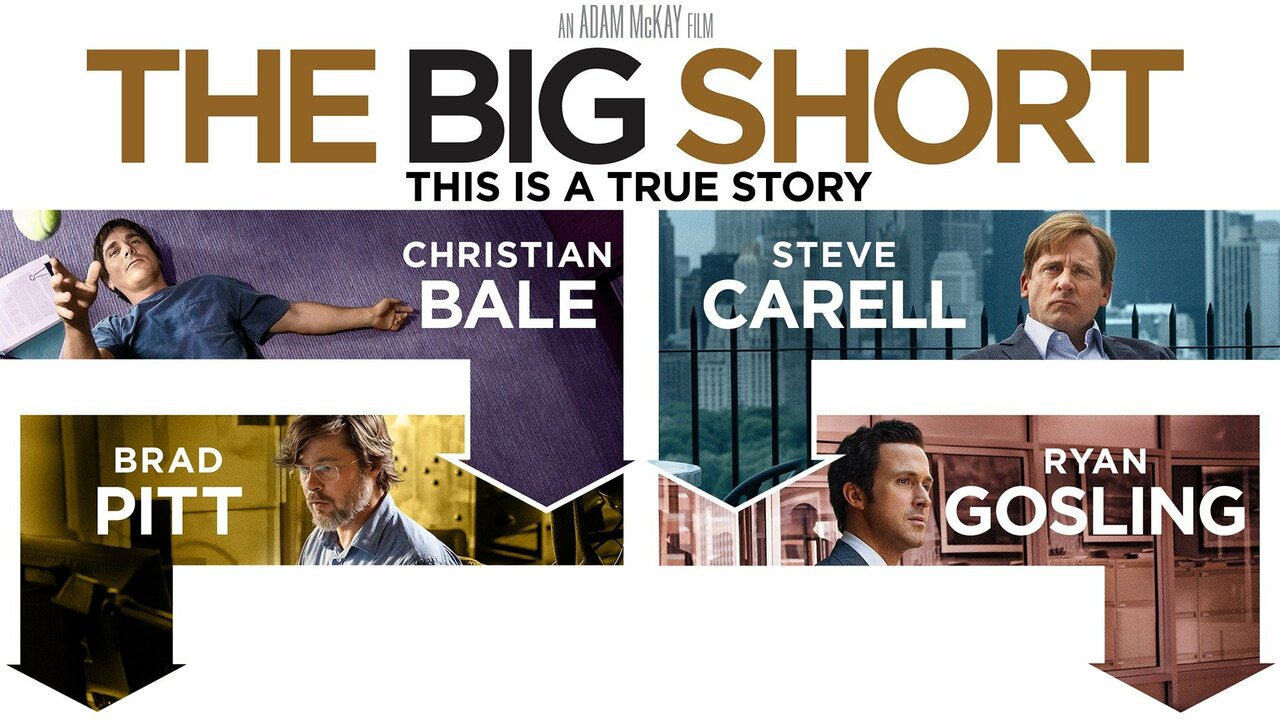 AN ADAM McKAY FILM
THE BIG SHORT
THIS IS A TRUE STORY
CHRISTIAN
BALE
STEVE
CARELL
BRAD
PITT
RYAN
GOSLING